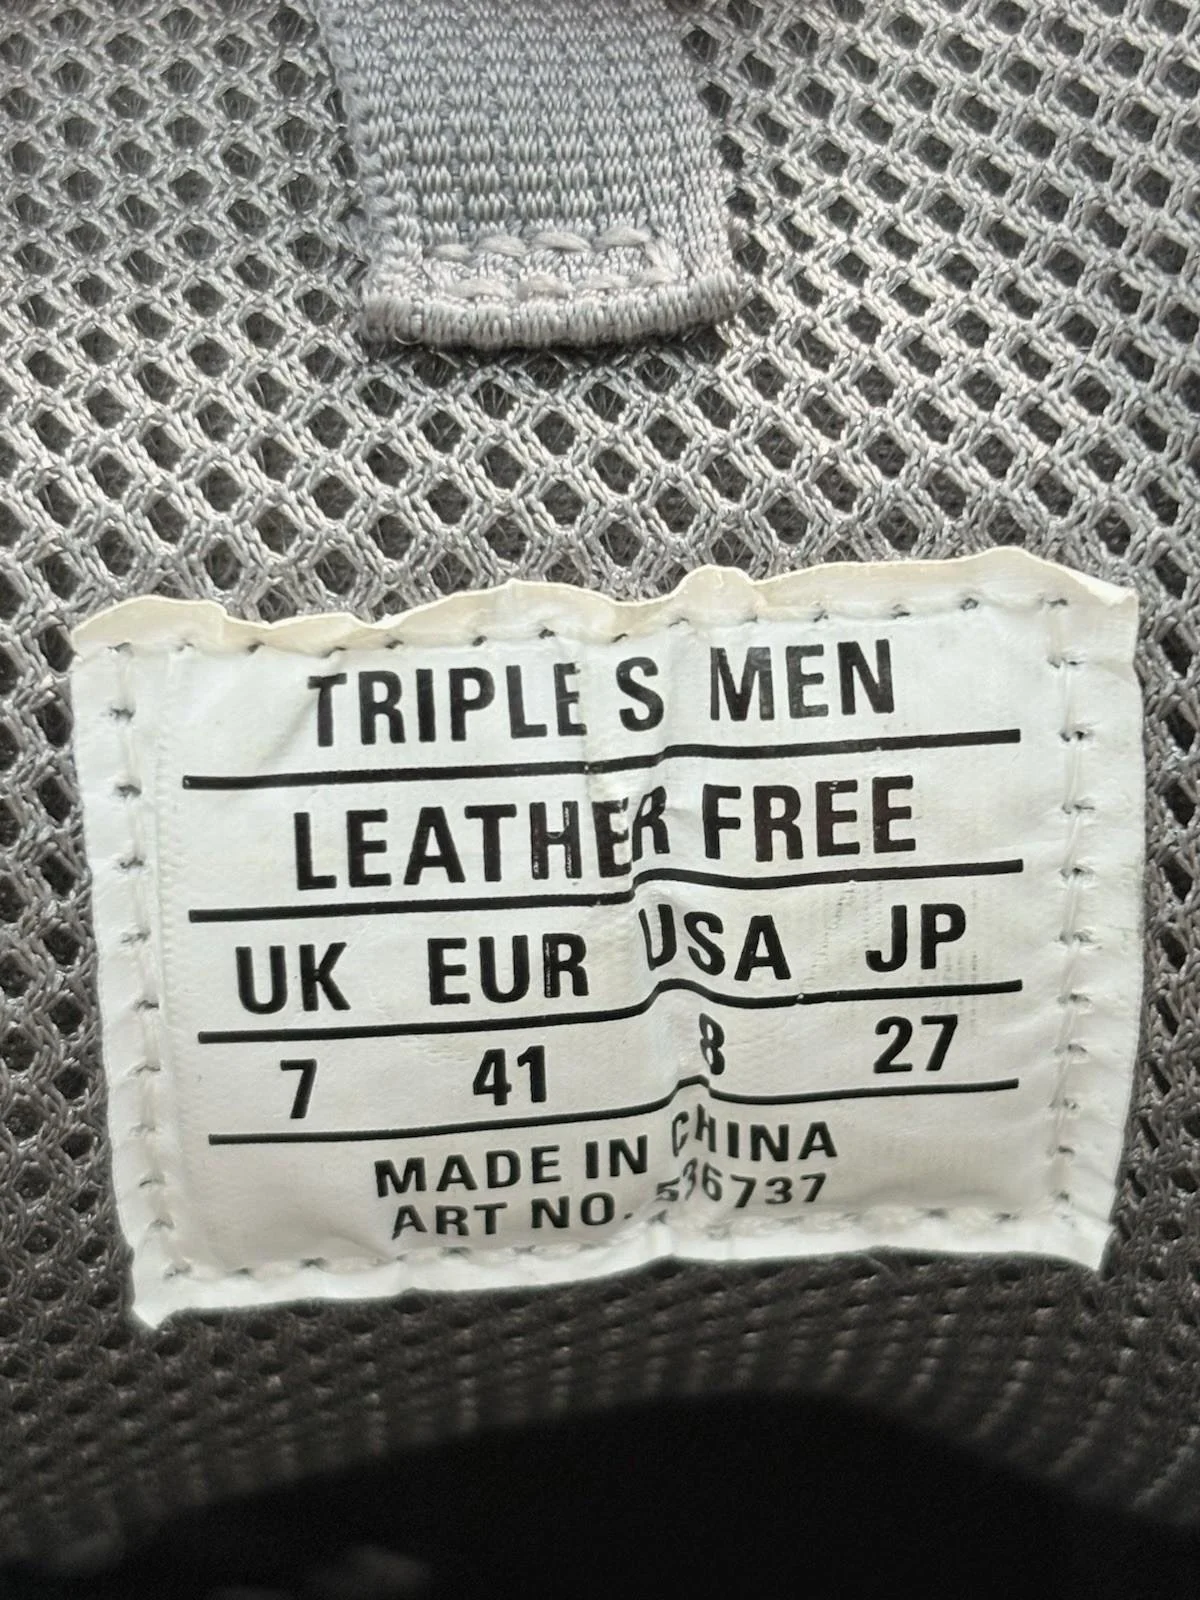 TRIPLE S MEN
LEATHER FREE
UK EUR USA JP
7 41 8 27
MADE IN CHINA
ART NO. 536737